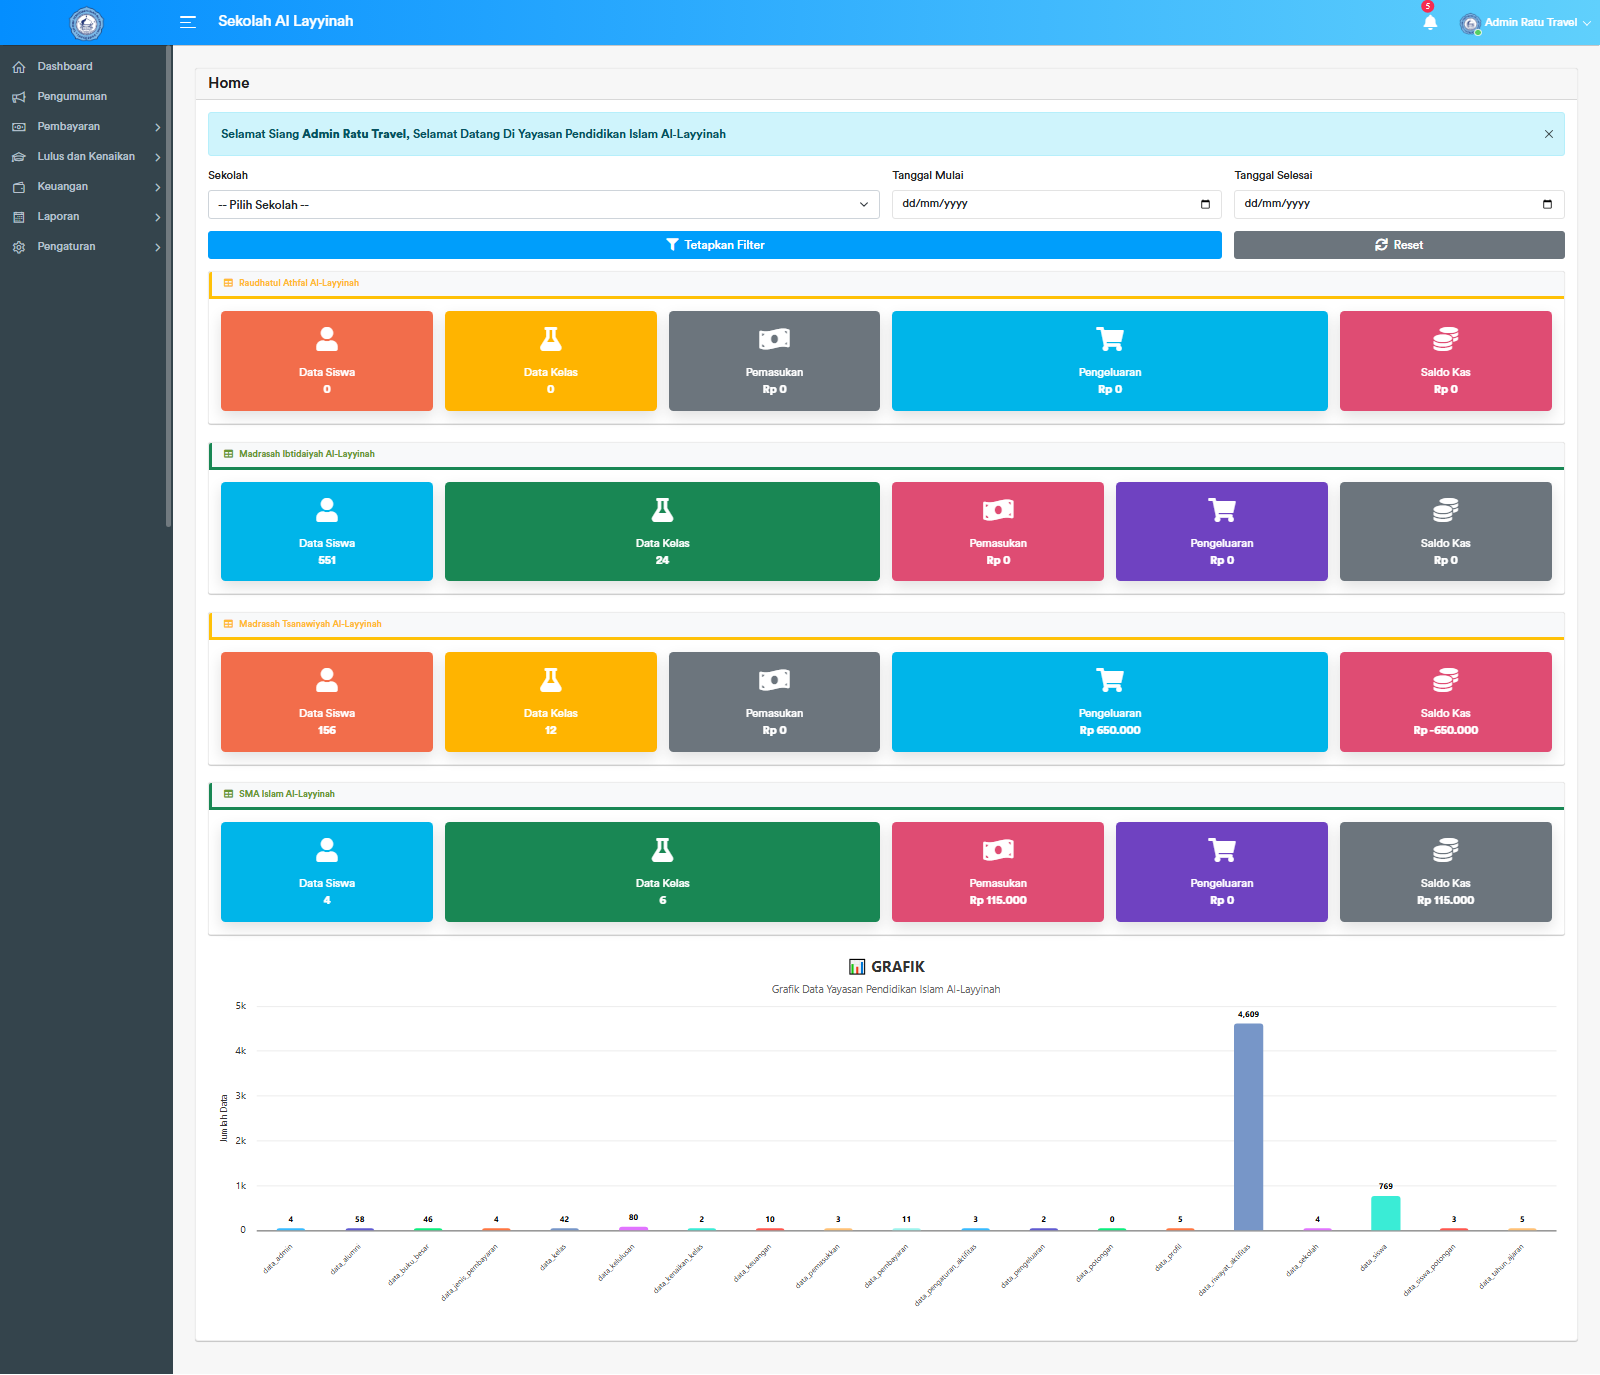 Sekolah Al Layyinah
5
Admin Ratu Travel
Dashboard
Pengumuman
Pembayaran
Lulus dan Kenaikan
Keuangan
Laporan
Pengaturan
Home
Selamat Siang Admin Ratu Travel, Selamat Datang Di Yayasan Pendidikan Islam Al-Layyinah
Sekolah
Tanggal Mulai
Tanggal Selesai
-- Pilih Sekolah --
dd/mm/yyyy
dd/mm/yyyy
Tetapkan Filter
Reset
Raudhatul Athfal Al-Layyinah
Data Siswa
0
Data Kelas
0
Pemasukan
Rp 0
Pengeluaran
Rp 0
Saldo Kas
Rp 0
Madrasah Ibtidaiyah Al-Layyinah
Data Siswa
551
Data Kelas
24
Pemasukan
Rp 0
Pengeluaran
Rp 0
Saldo Kas
Rp 0
Madrasah Tsanawiyah Al-Layyinah
Data Siswa
156
Data Kelas
12
Pemasukan
Rp 0
Pengeluaran
Rp 650.000
Saldo Kas
Rp -650.000
SMA Islam Al-Layyinah
Data Siswa
4
Data Kelas
6
Pemasukan
Rp 115.000
Pengeluaran
Rp 0
Saldo Kas
Rp 115.000
GRAFIK
Grafik Data Yayasan Pendidikan Islam Al-Layyinah
Jumlah Data
5k
4k
3k
2k
1k
0
4
58
46
4
42
80
2
10
3
11
3
2
0
5
4,609
4
769
3
5
data_admin
data_alumni
data_buku_besar
data_jenis_pembayaran
data_kelas
data_kelulusan
data_kenaikan_kelas
data_keuangan
data_pemasukkan
data_pembayaran
data_pengaturan_aktifitas
data_pengeluaran
data_potongan
data_profil
data_riwayat_aktifitas
data_sekolah
data_siswa
data_siswa_potongan
data_tahun_ajaran